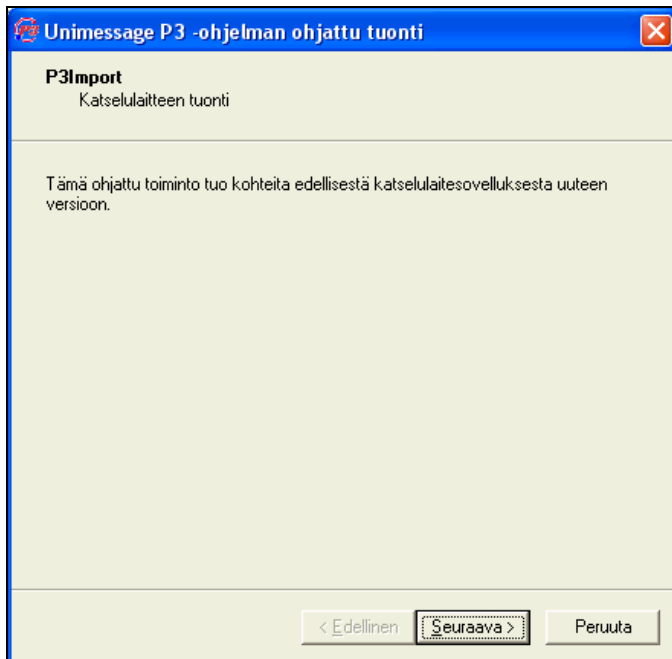 Unimessage P3 -ohjelman ohjattu tuonti
P3Import
Katselulaitteen tuonti
Tämä ohjattu toiminto tuo kohteita edellisestä katselulaitesovelluksesta uuteen
versioon.
< Edellinen Seuraava > Peruuta